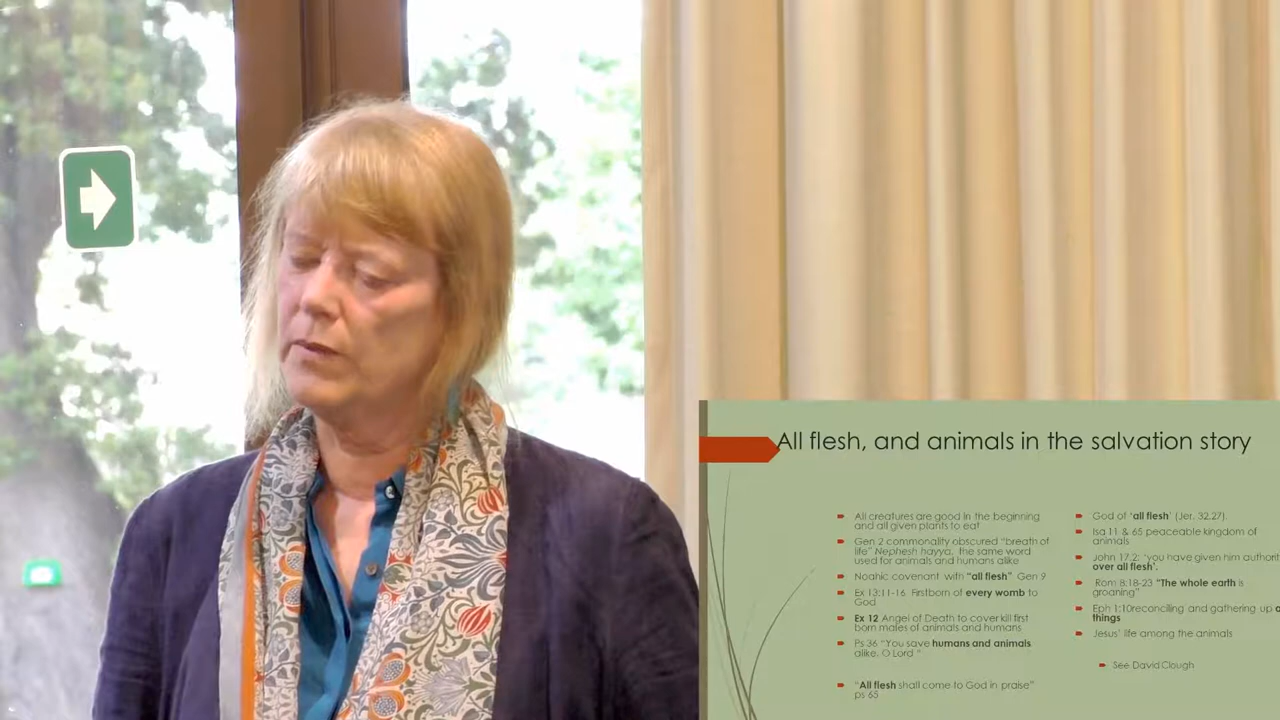 All flesh, and animals in the salvation story
All creatures are good in the beginning
and all given plants to eat
Gen 2 commonality obscured "breath of
life" Nephesh hayya, the same word
used for animals and humans alike
Noahic covenant with "all flesh" Gen 9
Ex 13:11-16 Firstborn of every womb to
God
Ex 12 Angel of Death to cover kill first
born males of animals and humans
Ps 36 "You save humans and animals
alike, O Lord "
"All flesh shall come to God in praise"
ps 65
God of 'all flesh' (Jer. 32.27).
Isa 11 & 65 peaceable kingdom of
animals
John 17.2: 'you have given him authorit
over all flesh'.
Rom 8:18-23 "The whole earth is
groaning"
Eph 1:10reconciling and gathering up a
things
Jesus' life among the animals
See David Clough